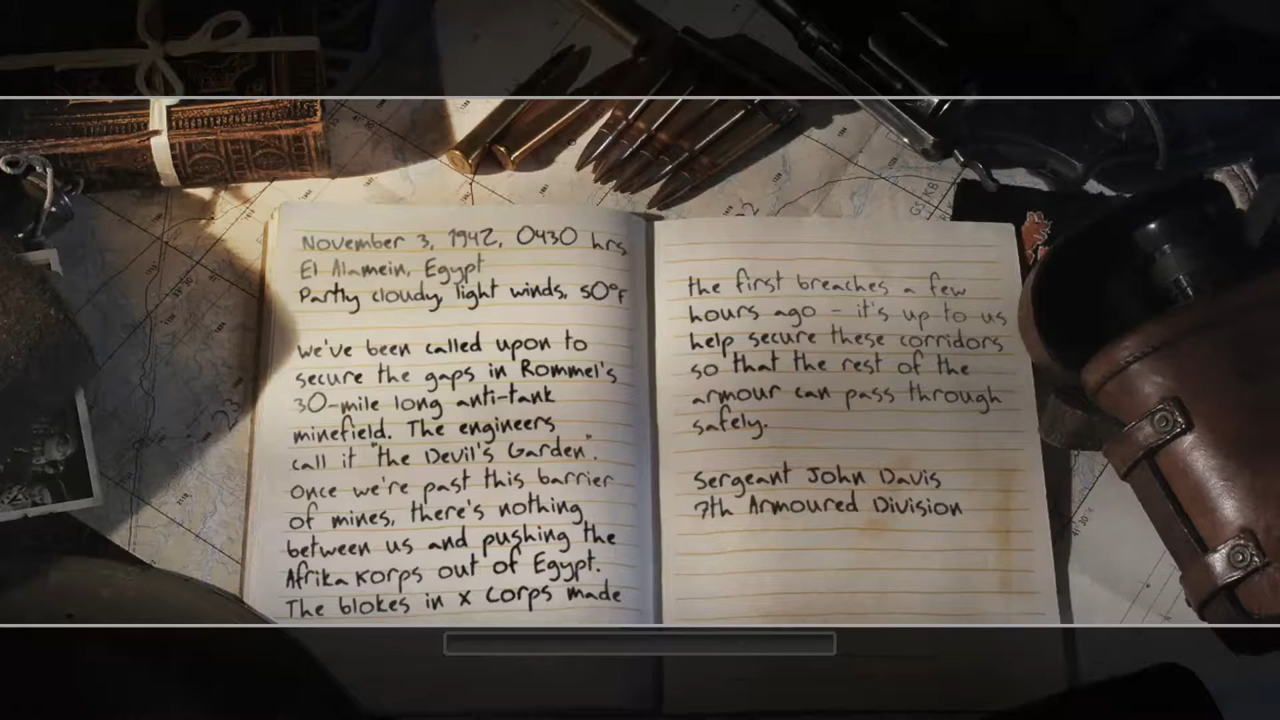 November 3, 1942, 0430 hrs
El Alamein, Egypt
Partly cloudy, light winds, 50°F
We've been called upon to
secure the gaps in Rommel's
30-mile long anti-tank
minefield. The engineers
call it "the Devil's Garden".
Once we're past this barrier
of mines, there's nothing
between us and pushing the
Afrika Korps out of Egypt.
The blokes in X Corps made
the first breaches a few
hours ago - it's up to us
help secure these corridors
so that the rest of the
armour can pass through
safely.
Sergeant John Davis
7th Armoured Division
GSKB